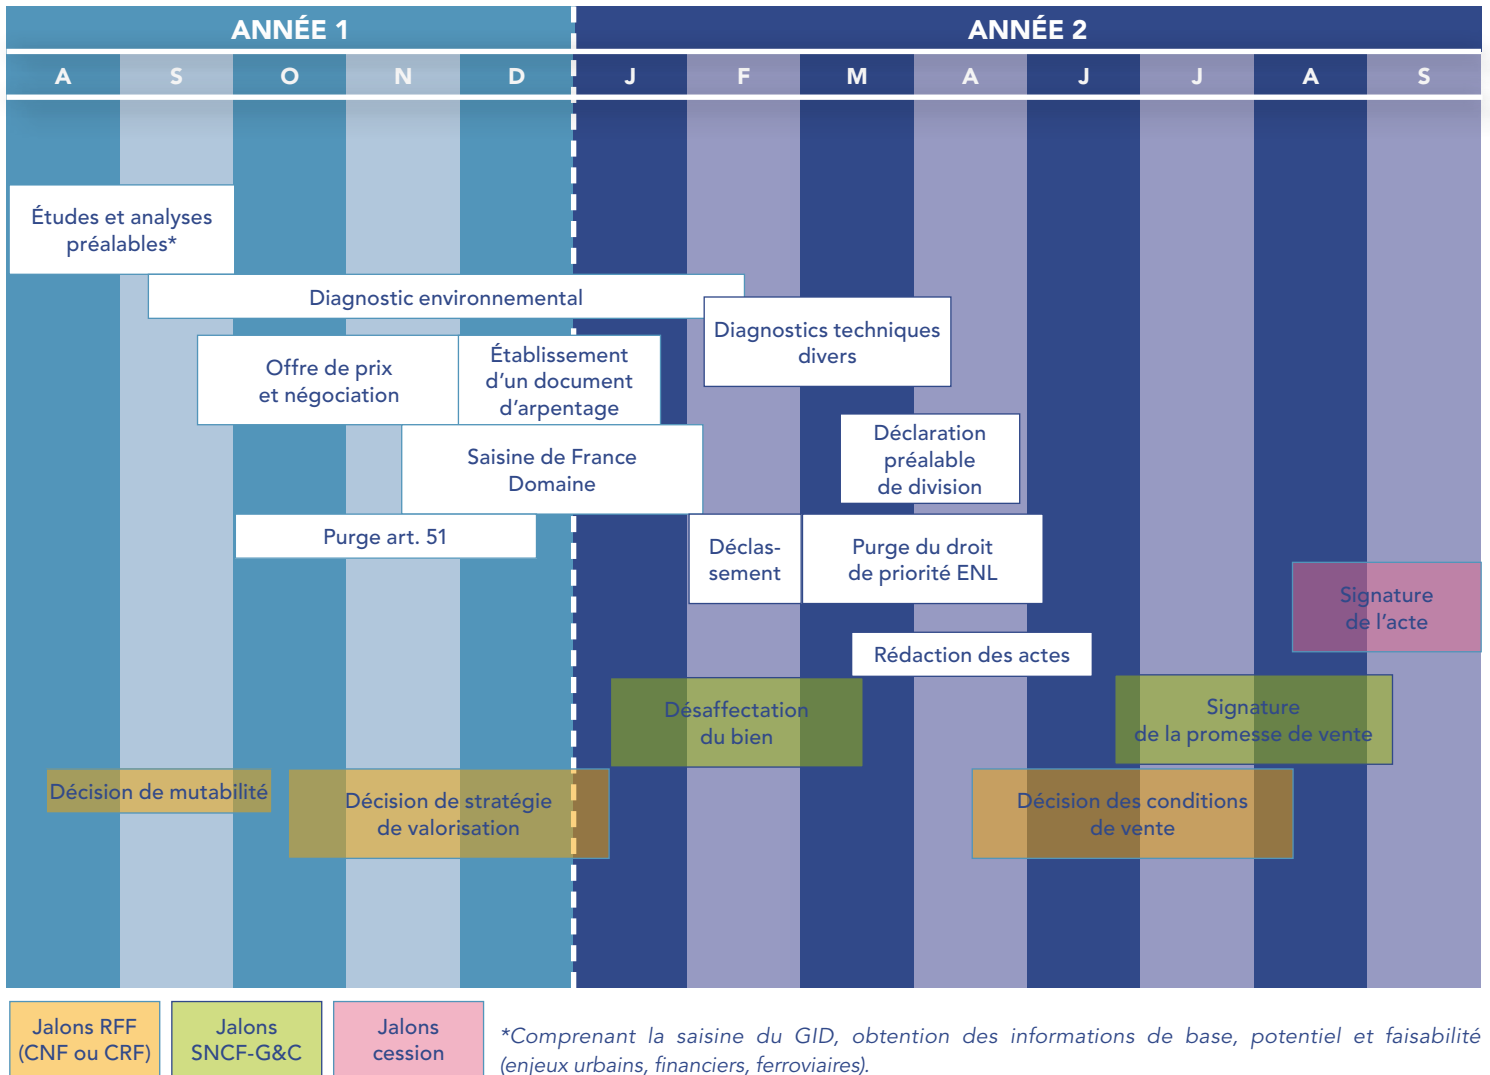 ANNÉE 1
ANNÉE 2
A S O N D J F M A J J A S
Études et analyses
préalables*
Diagnostic environnemental
Diagnostics techniques
divers
Offre de prix
et négociation
Établissement
d'un document
d'arpentage
Saisine de France
Domaine
Déclaration
préalable
de division
Purge art. 51
Déclas-
sement
Purge du droit
de priorité ENL
Signature
de l'acte
Rédaction des actes
Désaffectation
du bien
Signature
de la promesse de vente
Décision de mutabilité
Décision de stratégie
de valorisation
Décision des conditions
de vente
Jalons RFF
(CNF ou CRF)
Jalons
SNCF-G&C
Jalons
cession
*Comprenant la saisine du GID, obtention des informations de base, potentiel et faisabilité
(enjeux urbains, financiers, ferroviaires).